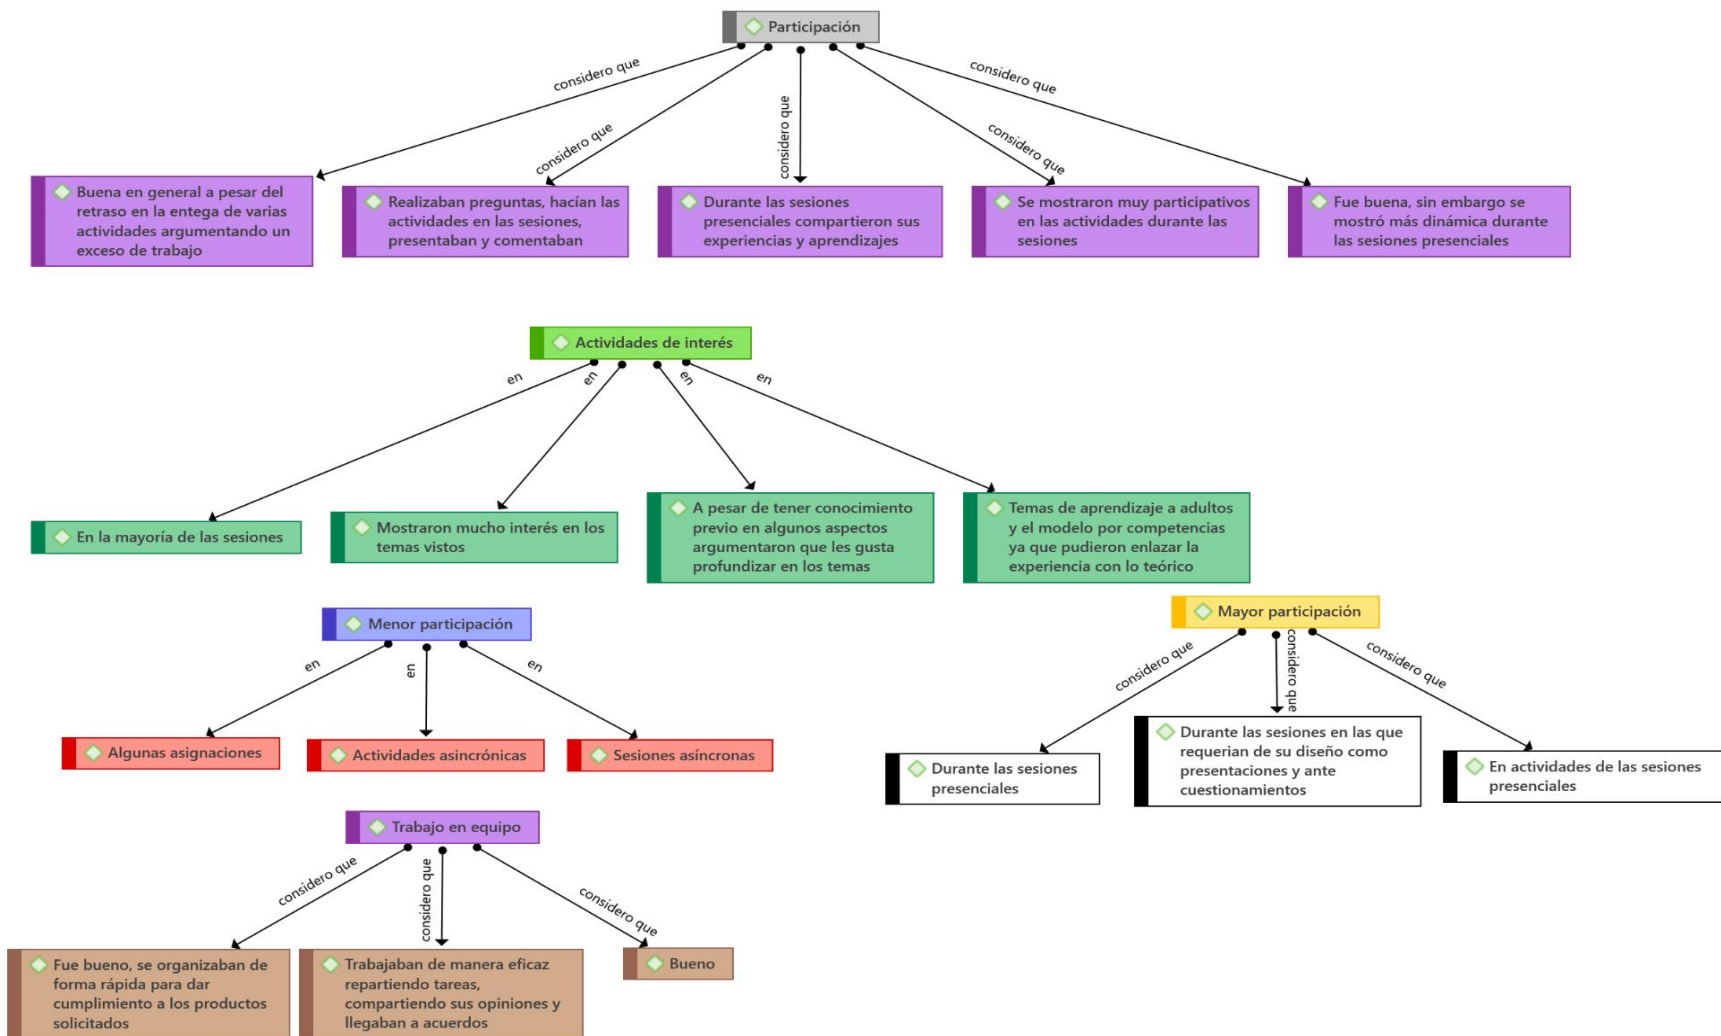 Participación
considero que
considero que
considero que
considero que
considero que
Buena en general a pesar del
retraso en la entega de varias
actividades argumentando un
exceso de trabajo
Realizaban preguntas, hacían las
actividades en las sesiones,
presentaban y comentaban
Durante las sesiones
presenciales compartieron sus
experiencias y aprendizajes
Se mostraron muy participativos
en las actividades durante las
sesiones
Fue buena, sin embargo se
mostró más dinámica durante
las sesiones presenciales
Actividades de interés
en
en
en
en
En la mayoría de las sesiones
Mostraron mucho interés en los
temas vistos
A pesar de tener conocimiento
previo en algunos aspectos
argumentaron que les gusta
profundizar en los temas
Temas de aprendizaje a adultos
y el modelo por competencias
ya que pudieron enlazar la
experiencia con lo teórico
Menor participación
en
en
en
Algunas asignaciones
Actividades asincrónicas
Sesiones asíncronas
Mayor participación
considero que
considero que
considero que
Durante las sesiones
presenciales
Durante las sesiones en las que
requerian de su diseño como
presentaciones y ante
cuestionamientos
En actividades de las sesiones
presenciales
Trabajo en equipo
considero que
considero que
considero que
Fue bueno, se organizaban de
forma rápida para dar
cumplimiento a los productos
solicitados
Trabajaban de manera eficaz
repartiendo tareas,
compartiendo sus opiniones y
llegaban a acuerdos
Bueno